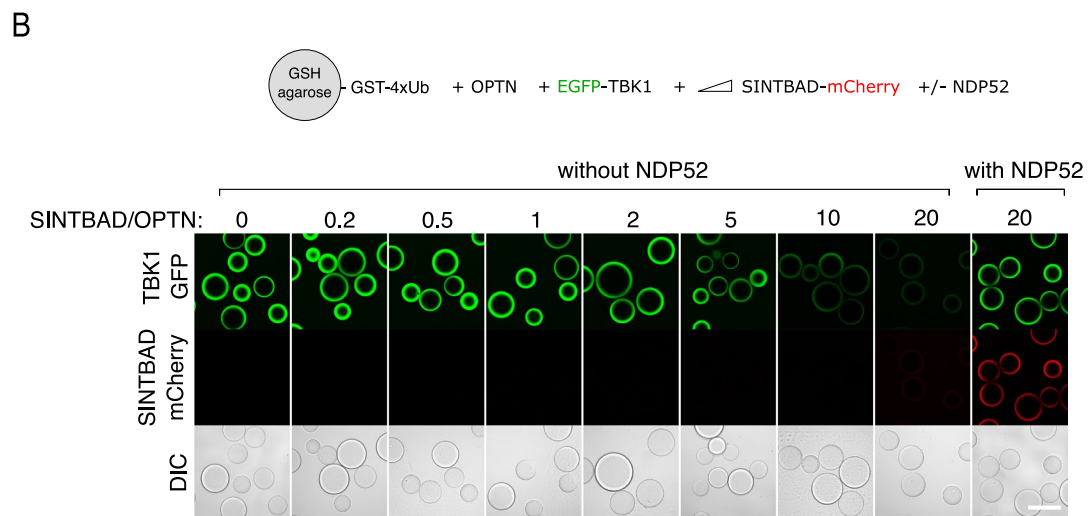 B
GSH
agarose
- GST-4xUb + OPTN + EGFP-TBK1 + SINTBAD-mCherry +/- NDP52
without NDP52 with NDP52
SINTBAD/OPTN: 0 0.2 0.5 1 2 5 10 20 20
TBK1
GFP
SINTBAD
mCherry
DIC